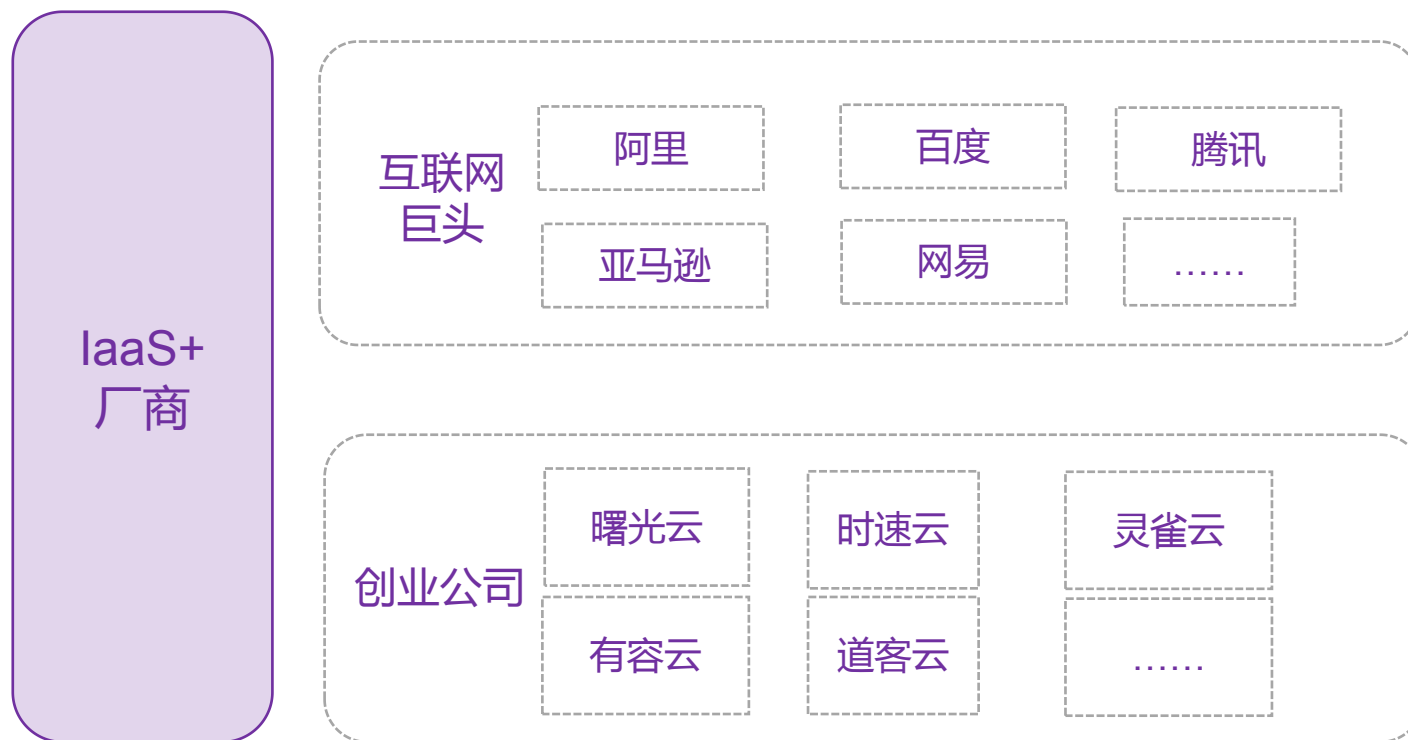 IaaS+
厂商
互联网
巨头
阿里
百度
腾讯
亚马逊
网易
……
创业公司
曙光云
时速云
灵雀云
有容云
道客云
……